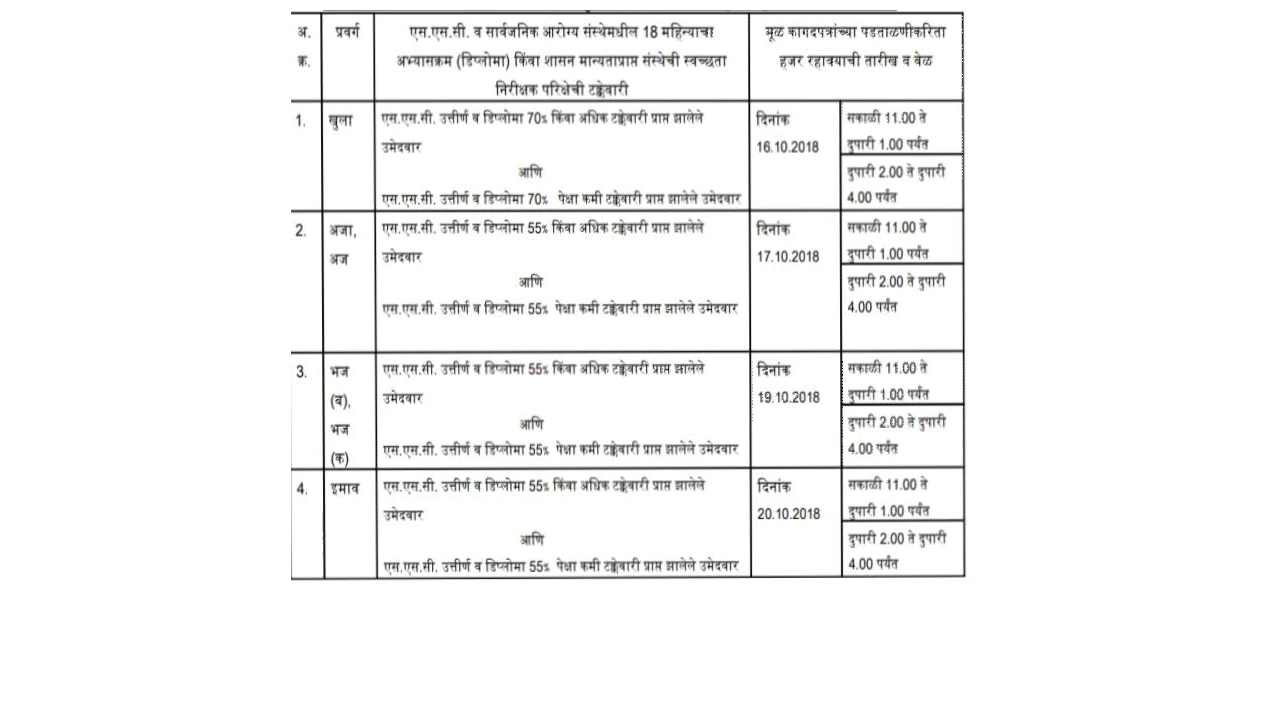 अ.
क्र.
प्रवर्ग
एस.एस.सी. व सार्वजनिक आरोग्य संस्थेमधील 18 महिन्याचा
अभ्यासक्रम (डिप्लोमा) किंवा शासन मान्यताप्राप्त संस्थेची स्वच्छता
निरीक्षक परिक्षेची टक्केवारी
मूळ कागदपत्रांच्या पडताळणीकरिता
हजर रहावयाची तारीख व वेळ
1.
खुला
एस.एस.सी. उत्तीर्ण व डिप्लोमा 70% किंवा अधिक टक्केवारी प्राप्त झालेले
उमेदवार
आणि
एस.एस.सी. उत्तीर्ण व डिप्लोमा 70% पेक्षा कमी टक्केवारी प्राप्त झालेले उमेदवार
दिनांक
16.10.2018
सकाळी 11.00 ते
दुपारी 1.00 पर्यंत
दुपारी 2.00 ते दुपारी
4.00 पर्यंत
2.
अजा,
अज
एस.एस.सी. उत्तीर्ण व डिप्लोमा 55% किंवा अधिक टक्केवारी प्राप्त झालेले
उमेदवार
आणि
एस.एस.सी. उत्तीर्ण व डिप्लोमा 55% पेक्षा कमी टक्केवारी प्राप्त झालेले उमेदवार
दिनांक
17.10.2018
सकाळी 11.00 ते
दुपारी 1.00 पर्यंत
दुपारी 2.00 ते दुपारी
4.00 पर्यंत
3.
भज
(ब),
भज
(क)
एस.एस.सी. उत्तीर्ण व डिप्लोमा 55% किंवा अधिक टक्केवारी प्राप्त झालेले
उमेदवार
आणि
एस.एस.सी. उत्तीर्ण व डिप्लोमा 55% पेक्षा कमी टक्केवारी प्राप्त झालेले उमेदवार
दिनांक
19.10.2018
सकाळी 11.00 ते
दुपारी 1.00 पर्यंत
दुपारी 2.00 ते दुपारी
4.00 पर्यंत
4.
इमाव
एस.एस.सी. उत्तीर्ण व डिप्लोमा 55% किंवा अधिक टक्केवारी प्राप्त झालेले
उमेदवार
आणि
एस.एस.सी. उत्तीर्ण व डिप्लोमा 55% पेक्षा कमी टक्केवारी प्राप्त झालेले उमेदवार
दिनांक
20.10.2018
सकाळी 11.00 ते
दुपारी 1.00 पर्यंत
दुपारी 2.00 ते दुपारी
4.00 पर्यंत